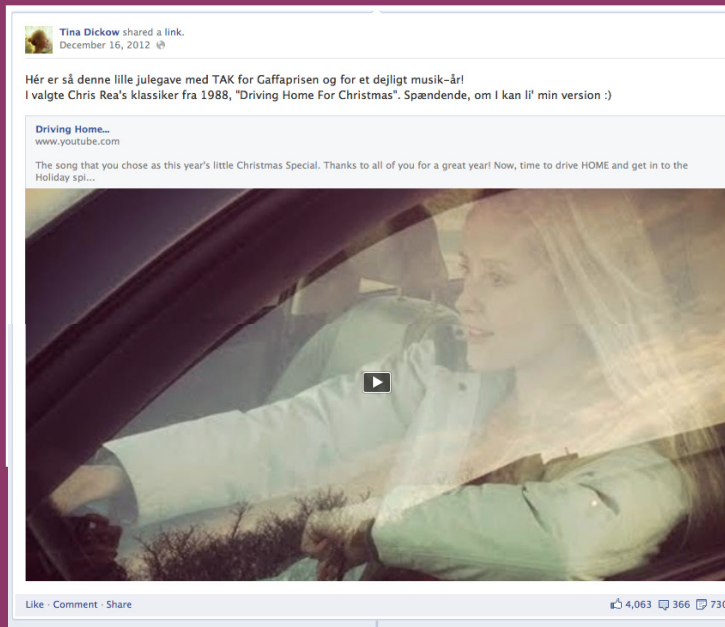 Tina Dickow shared a link.
December 16, 2012
Hér er så denne lille julegave med TAK for Gaffaprisen og for et dejligt musik-år!
I valgte Chris Rea's klassiker fra 1988, "Driving Home For Christmas". Spændende, om I kan li' min version :)
Driving Home...
www.youtube.com
The song that you chose as this year's little Christmas Special. Thanks to all of you for a great year! Now, time to drive HOME and get in to the
Holiday spi...
Like · Comment · Share 4,063 366 730